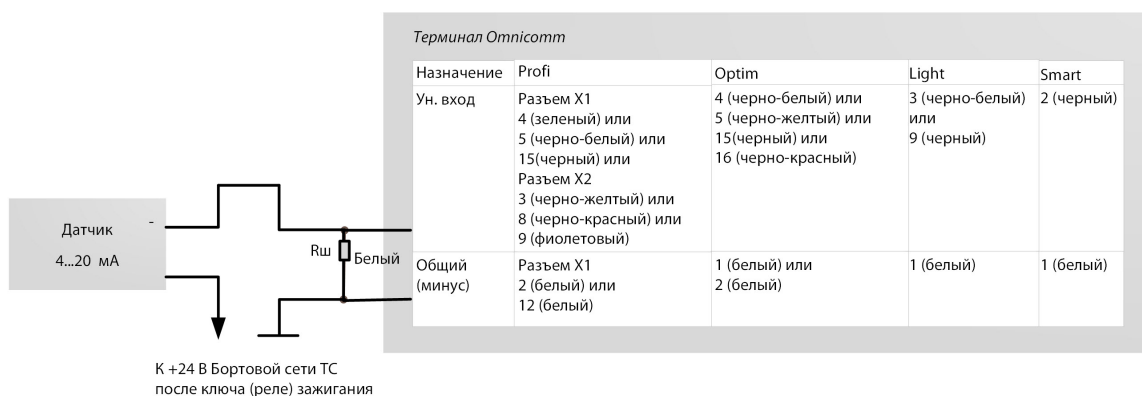 Терминал Omnicomm
Назначение Profi Optim Light Smart
Ун. вход
Разъем X1
4 (зеленый) или
5 (черно-белый) или
15(черный) или
Разъем X2
3 (черно-желтый) или
8 (черно-красный) или
9 (фиолетовый)
4 (черно-белый) или
5 (черно-желтый) или
15(черный) или
16 (черно-красный)
3 (черно-белый)
или
9 (черный)
2 (черный)
Общий
(минус)
Разъем X1
2 (белый) или
12 (белый)
1 (белый) или
2 (белый)
1 (белый)
1 (белый)
Датчик
-
4...20 мА
Rш
Белый
К +24 В Бортовой сети ТС
после ключа (реле) зажигания